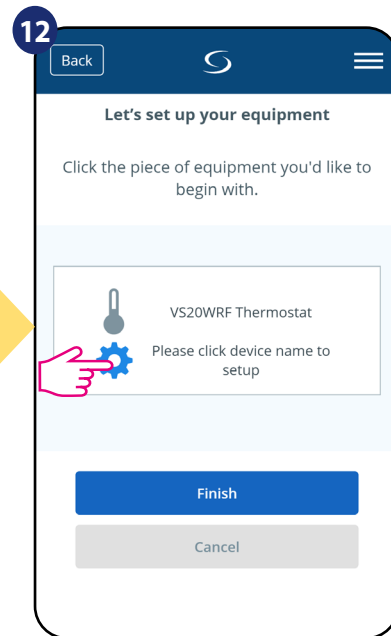 12
Back
Let's set up your equipment
Click the piece of equipment you'd like to
begin with.
VS20WRF Thermostat
Please click device name to
setup
Finish
Cancel